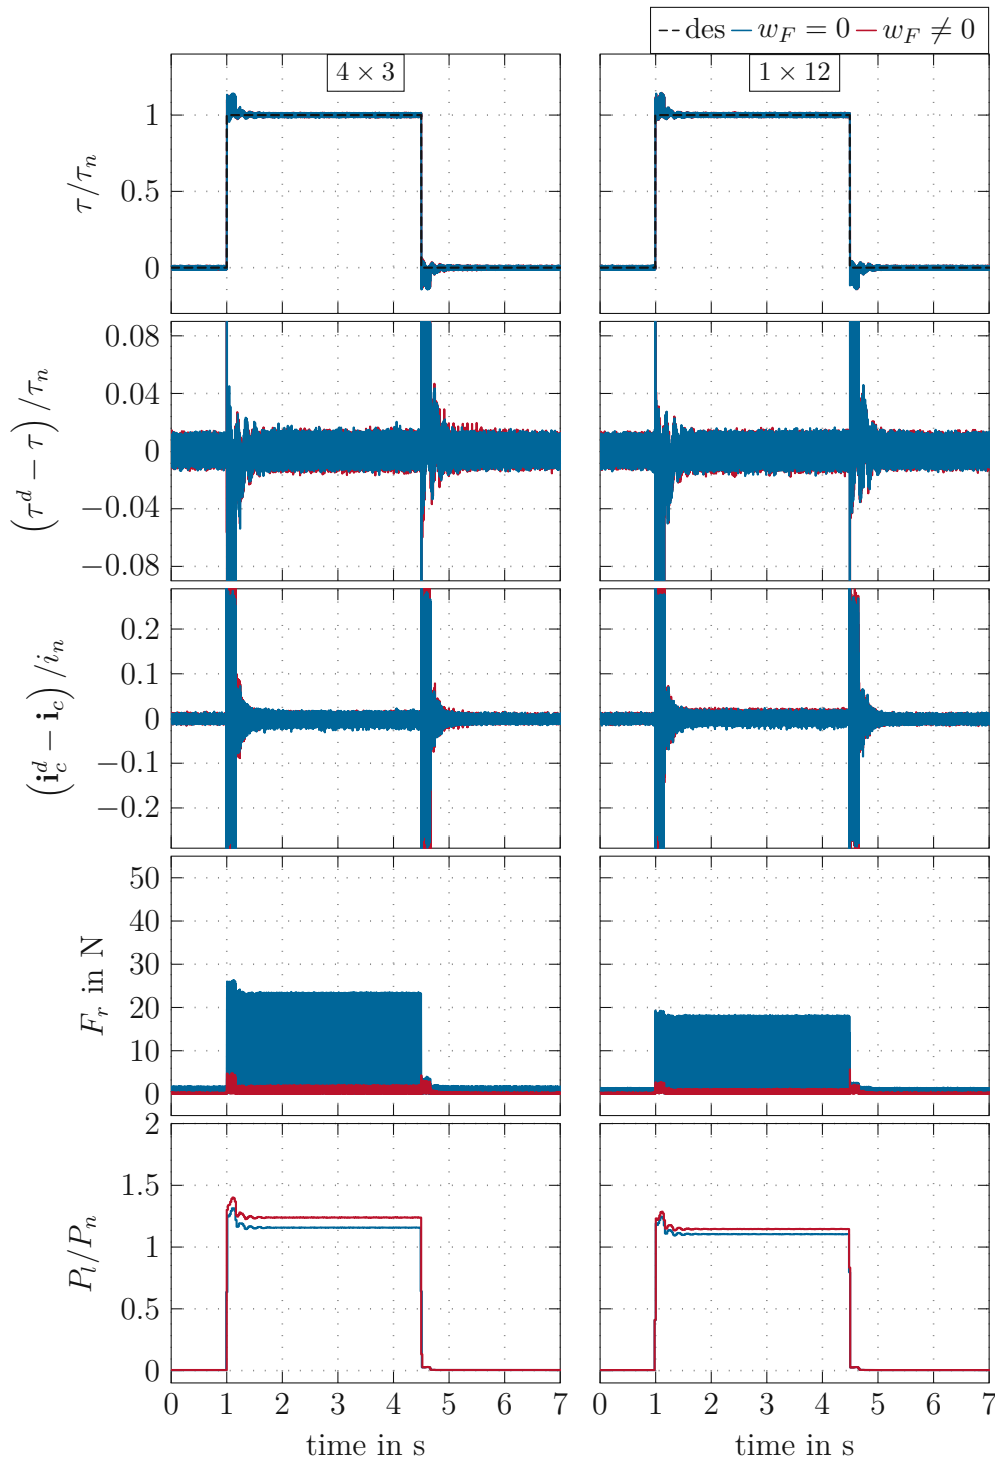 des w_F = 0 w_F ≠ 0
4 × 3
1 × 12
τ/τ_n
1
0.5
0
(τ^d − τ)/τ_n
0.08
0.04
0
−0.04
−0.08
(i_c^d − i_c)/i_n
0.2
0.1
0
−0.1
−0.2
F_r in N
50
40
30
20
10
0
P_l/P_n
2
1.5
1
0.5
0
0 1 2 3 4 5 6 7
0 1 2 3 4 5 6 7
time in s
time in s